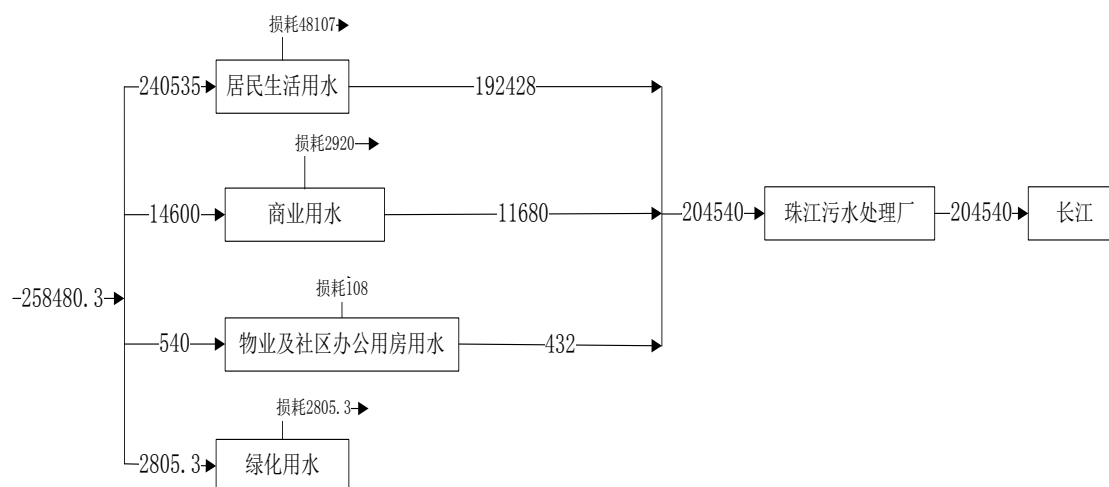 损耗48107
240535
居民生活用水
192428
损耗2920
14600
商业用水
11680
204540
珠江污水处理厂
204540
长江
-258480.3
损耗108
540
物业及社区办公用房用水
432
损耗2805.3
2805.3
绿化用水